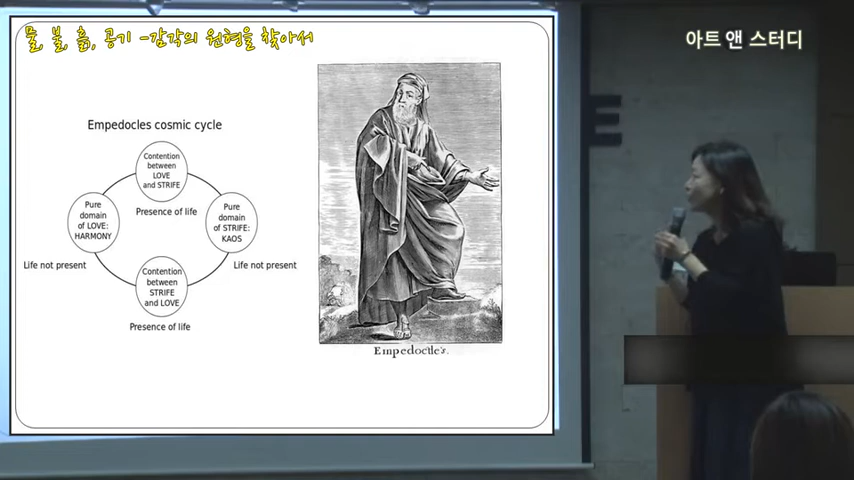 물, 불, 흙, 공기 -감각의 원형을 찾아서
아트 앤 스터디
Empedocles cosmic cycle
Contention
between
LOVE
and STRIFE
Presence of life
Pure
domain
of LOVE:
HARMONY
Pure
domain
of STRIFE:
KAOS
Life not present
Life not present
Contention
between
STRIFE
and LOVE
Presence of life
Empedocle's.
E